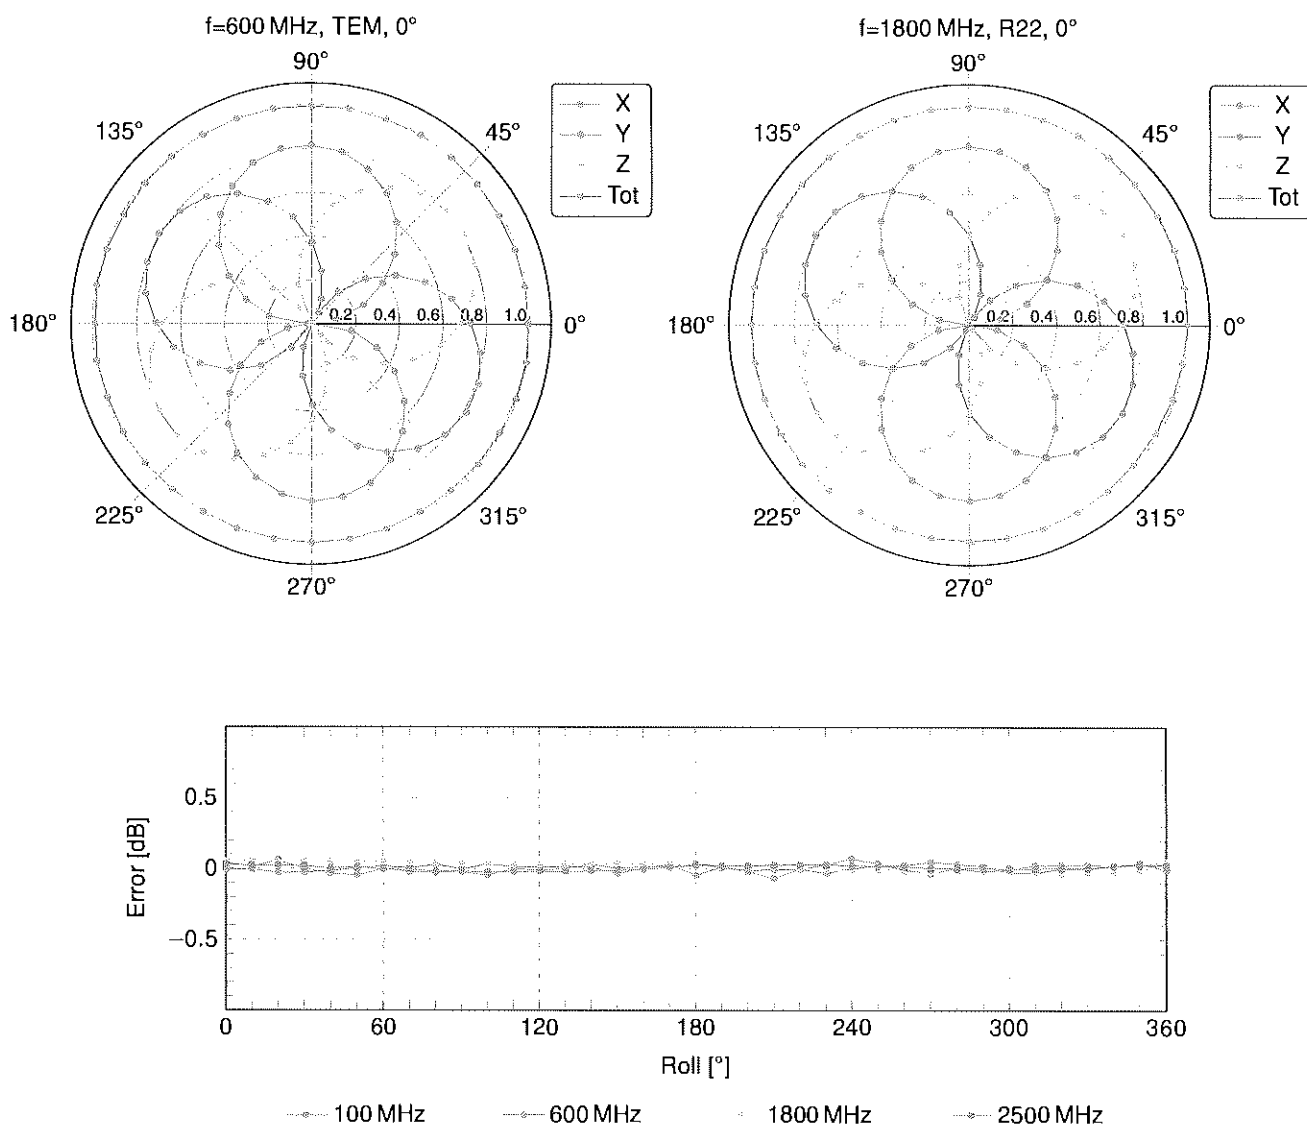 f=600 MHz, TEM, 0°
90°
135°
45°
180°
0.2 0.4 0.6 0.8 1.0
0°
225°
315°
270°
X
Y
Z
Tot
f=1800 MHz, R22, 0°
90°
135°
45°
180°
0.2 0.4 0.6 0.8 1.0
0°
225°
315°
270°
X
Y
Z
Tot
Error [dB]
0.5
0
−0.5
0 60 120 180 240 300 360
Roll [°]
100 MHz 600 MHz 1800 MHz 2500 MHz